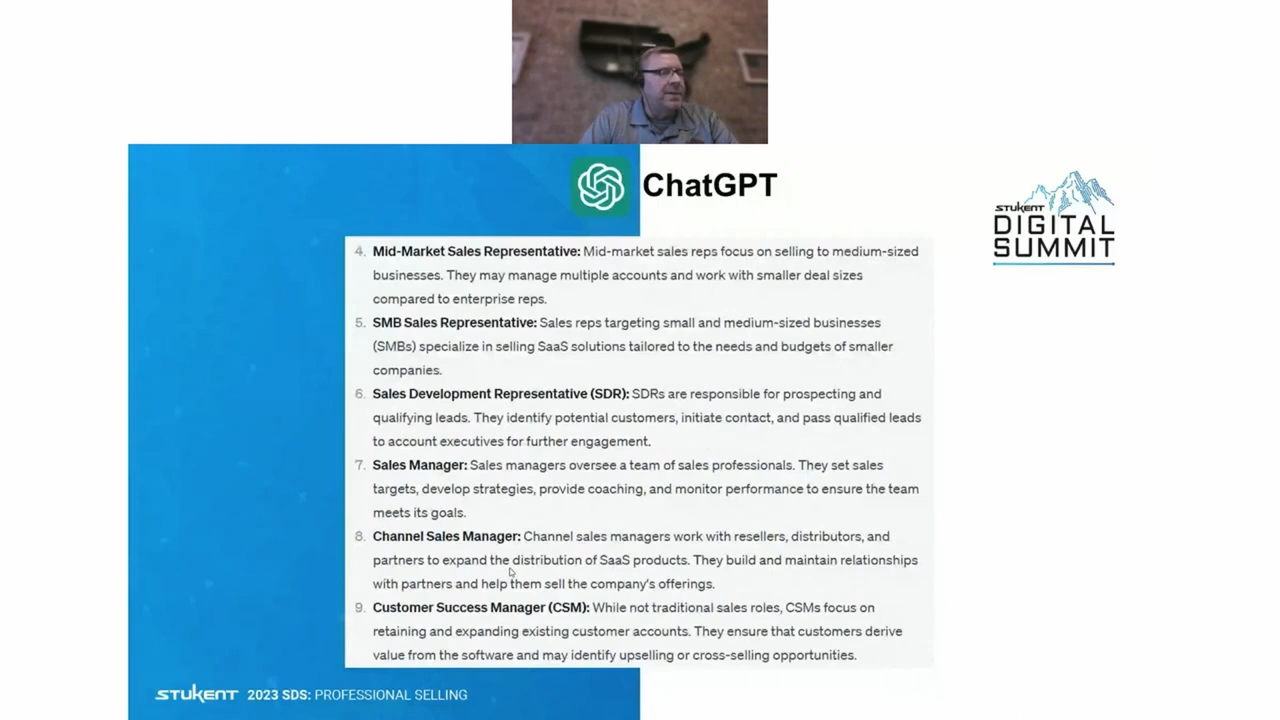 ChatGPT
STUKENT
DIGITAL
SUMMIT
4. Mid-Market Sales Representative: Mid-market sales reps focus on selling to medium-sized
businesses. They may manage multiple accounts and work with smaller deal sizes
compared to enterprise reps.
5. SMB Sales Representative: Sales reps targeting small and medium-sized businesses
(SMBs) specialize in selling SaaS solutions tailored to the needs and budgets of smaller
companies.
6. Sales Development Representative (SDR): SDRs are responsible for prospecting and
qualifying leads. They identify potential customers, initiate contact, and pass qualified leads
to account executives for further engagement.
7. Sales Manager: Sales managers oversee a team of sales professionals. They set sales
targets, develop strategies, provide coaching, and monitor performance to ensure the team
meets its goals.
8. Channel Sales Manager: Channel sales managers work with resellers, distributors, and
partners to expand the distribution of SaaS products. They build and maintain relationships
with partners and help them sell the company's offerings.
9. Customer Success Manager (CSM): While not traditional sales roles, CSMs focus on
retaining and expanding existing customer accounts. They ensure that customers derive
value from the software and may identify upselling or cross-selling opportunities.
STUKENT 2023 SDS: PROFESSIONAL SELLING